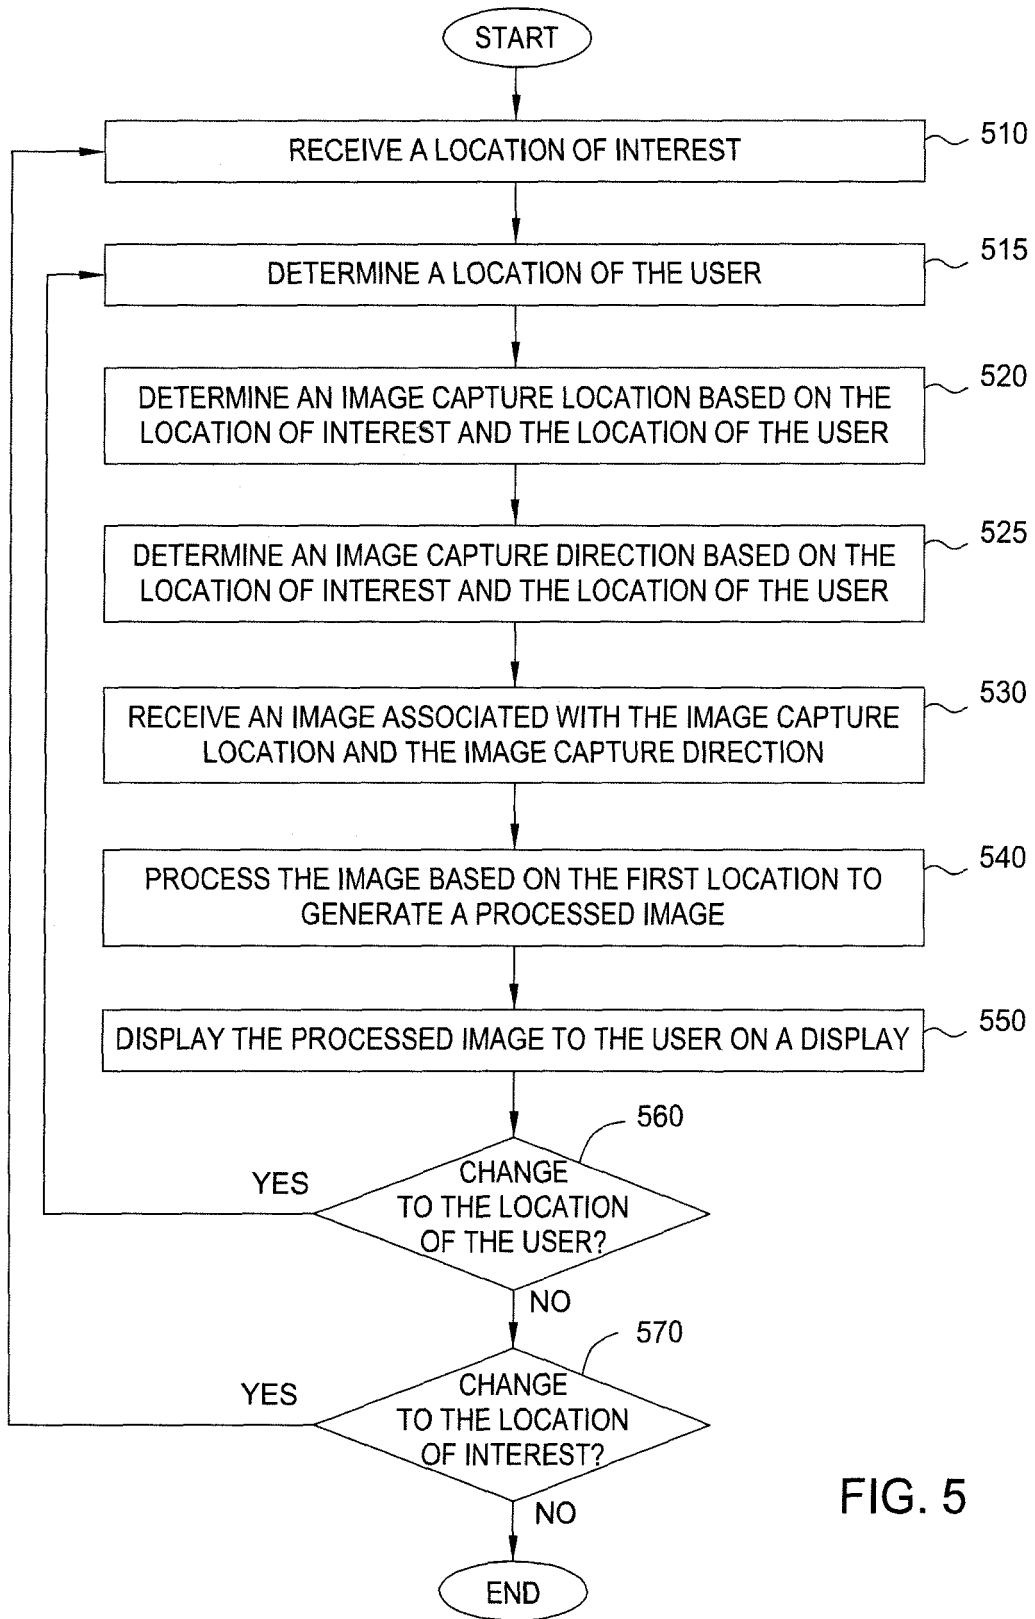 START
RECEIVE A LOCATION OF INTEREST
510
DETERMINE A LOCATION OF THE USER
515
DETERMINE AN IMAGE CAPTURE LOCATION BASED ON THE
LOCATION OF INTEREST AND THE LOCATION OF THE USER
520
DETERMINE AN IMAGE CAPTURE DIRECTION BASED ON THE
LOCATION OF INTEREST AND THE LOCATION OF THE USER
525
RECEIVE AN IMAGE ASSOCIATED WITH THE IMAGE CAPTURE
LOCATION AND THE IMAGE CAPTURE DIRECTION
530
PROCESS THE IMAGE BASED ON THE FIRST LOCATION TO
GENERATE A PROCESSED IMAGE
540
DISPLAY THE PROCESSED IMAGE TO THE USER ON A DISPLAY
550
560
CHANGE
TO THE LOCATION
OF THE USER?
YES
NO
570
CHANGE
TO THE LOCATION
OF INTEREST?
YES
NO
END
FIG. 5